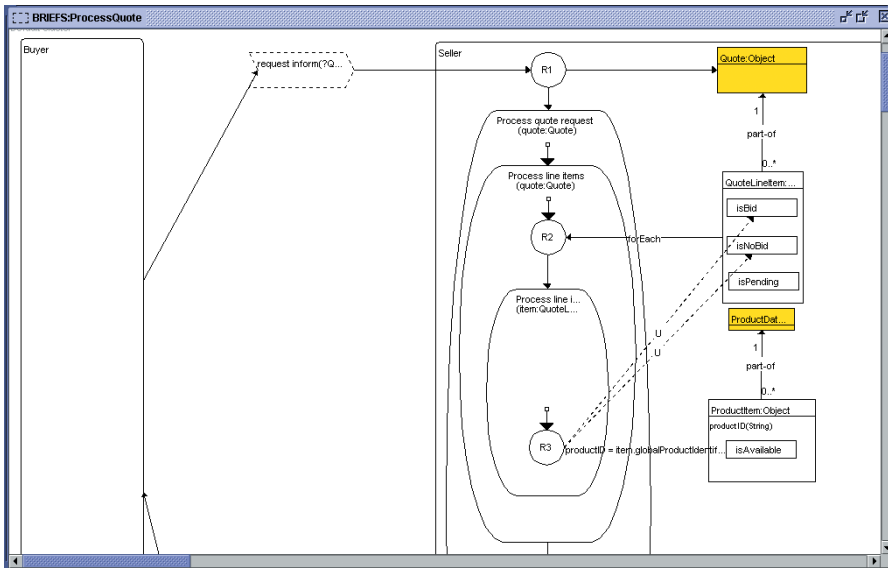 BRIEFS:ProcessQuote
Buyer
request inform(?Q...
Seller
R1
Quote:Object
1
part-of
0..*
Process quote request
(quote:Quote)
Process line items
(quote:Quote)
R2
forEach
QuoteLineItem:...
isBid
isNoBid
isPending
Process line i...
(item:QuoteL...
U
U
ProductDat...
1
part-of
0..*
ProductItem:Object
productID(String)
isAvailable
R3
productID = item.globalProductIdentif...